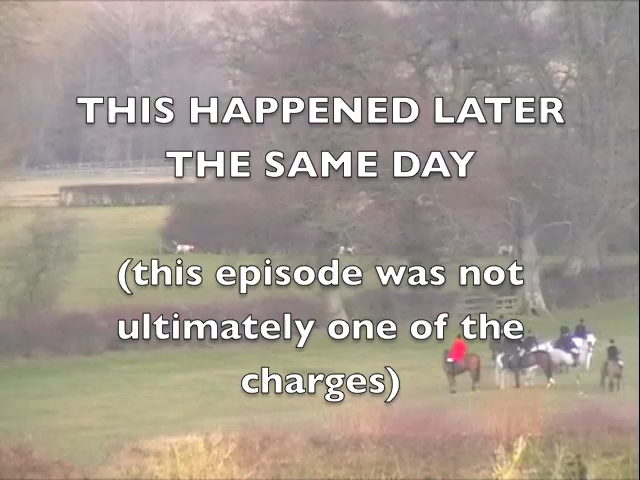 THIS HAPPENED LATER
THE SAME DAY
(this episode was not
ultimately one of the
charges)